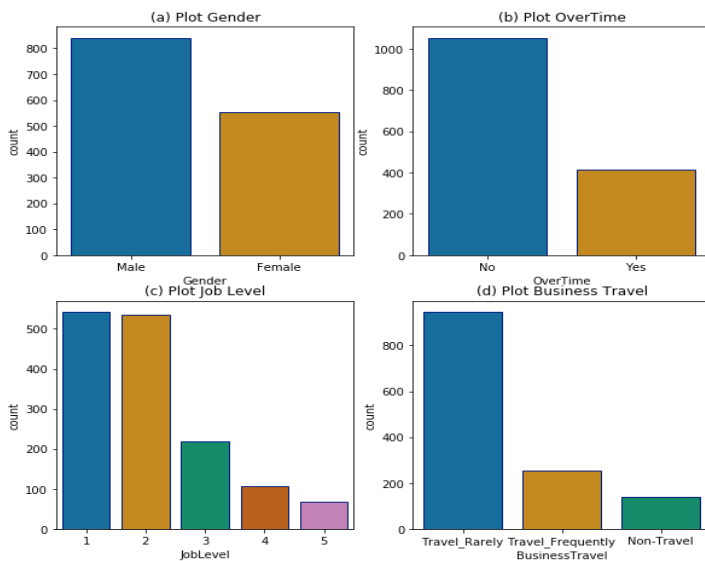 (a) Plot Gender
800
700
600
500
400
300
200
100
0
count
Male Female
Gender
(b) Plot OverTime
1000
800
600
400
200
0
count
No Yes
OverTime
(c) Plot Job Level
500
400
300
200
100
0
count
1 2 3 4 5
JobLevel
(d) Plot Business Travel
800
600
400
200
0
count
Travel_Rarely Travel_Frequently Non-Travel
BusinessTravel